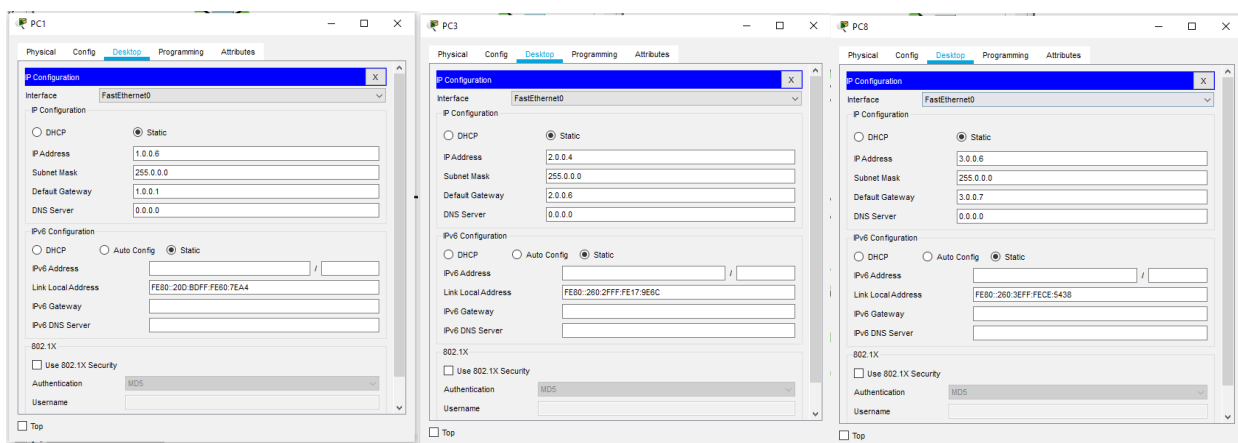 PC1
Physical Config Desktop Programming Attributes
IP Configuration X
Interface FastEthernet0
IP Configuration
DHCP Static
IP Address 1.0.0.6
Subnet Mask 255.0.0.0
Default Gateway 1.0.0.1
DNS Server 0.0.0.0
IPv6 Configuration
DHCP Auto Config Static
IPv6 Address /
Link Local Address FE80::20D:BDFF:FE60:7EA4
IPv6 Gateway
IPv6 DNS Server
802.1X
Use 802.1X Security
Authentication MD5
Username
Top
PC3
Physical Config Desktop Programming Attributes
IP Configuration X
Interface FastEthernet0
IP Configuration
DHCP Static
IP Address 2.0.0.4
Subnet Mask 255.0.0.0
Default Gateway 2.0.0.6
DNS Server 0.0.0.0
IPv6 Configuration
DHCP Auto Config Static
IPv6 Address /
Link Local Address FE80::260:2FFF:FE17:9E6C
IPv6 Gateway
IPv6 DNS Server
802.1X
Use 802.1X Security
Authentication MD5
Username
Top
PC8
Physical Config Desktop Programming Attributes
IP Configuration X
Interface FastEthernet0
IP Configuration
DHCP Static
IP Address 3.0.0.6
Subnet Mask 255.0.0.0
Default Gateway 3.0.0.7
DNS Server 0.0.0.0
IPv6 Configuration
DHCP Auto Config Static
IPv6 Address /
Link Local Address FE80::260:3EFF:FECE:5438
IPv6 Gateway
IPv6 DNS Server
802.1X
Use 802.1X Security
Authentication MD5
Username
Top